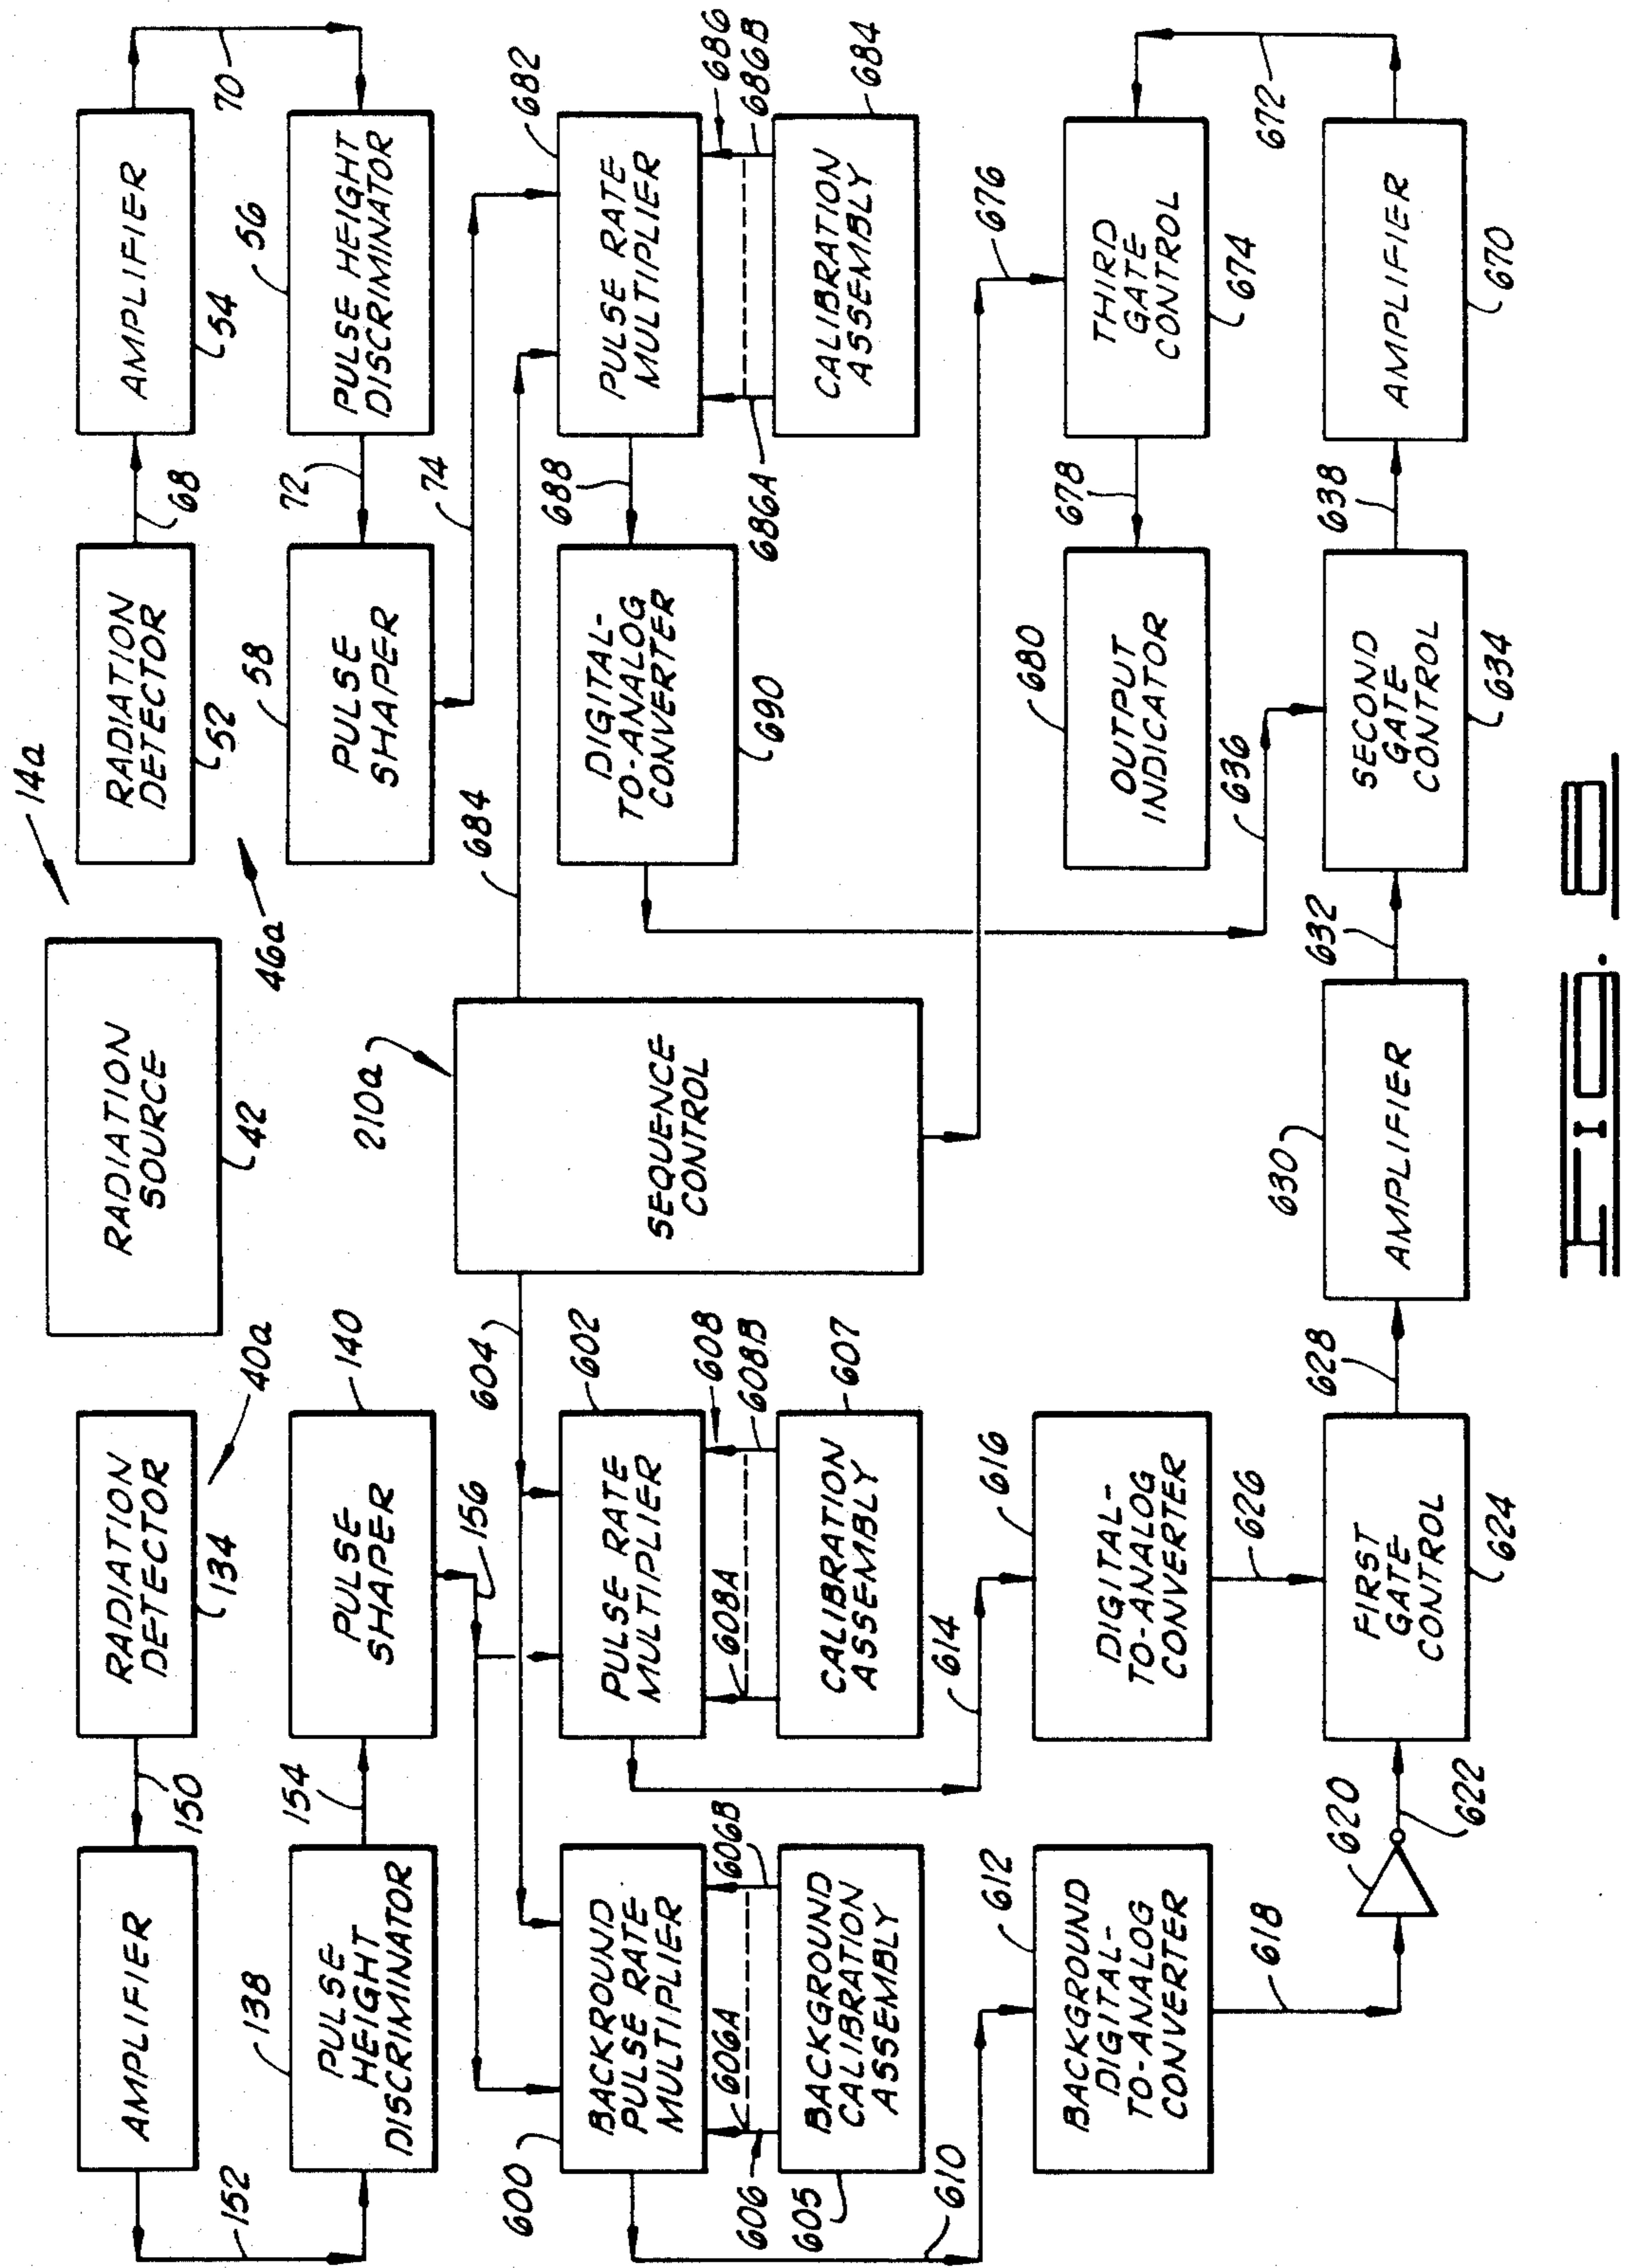 14a
RADIATION
DETECTOR
134
40a
RADIATION
SOURCE
42
RADIATION
DETECTOR
52
46a
68
AMPLIFIER
54
70
150
AMPLIFIER
152
PULSE
HEIGHT
DISCRIMINATOR
138
154
PULSE
SHAPER
140
156
PULSE
SHAPER
58
72
PULSE HEIGHT
DISCRIMINATOR
56
74
210a
SEQUENCE
CONTROL
604
684
BACKROUND
PULSE RATE
MULTIPLIER
600
606A
606B
606
BACKGROUND
CALIBRATION
ASSEMBLY
605
610
PULSE RATE
MULTIPLIER
602
608
608A
608B
CALIBRATION
ASSEMBLY
607
614
DIGITAL-
TO-ANALOG
CONVERTER
690
688
PULSE RATE
MULTIPLIER
682
686
686A
686B
CALIBRATION
ASSEMBLY
684
BACKGROUND
DIGITAL-
TO-ANALOG
CONVERTER
612
618
DIGITAL-
TO-ANALOG
CONVERTER
616
626
OUTPUT
INDICATOR
680
678
THIRD
GATE
CONTROL
674
676
672
620
622
FIRST
GATE
CONTROL
624
628
AMPLIFIER
630
632
636
SECOND
GATE
CONTROL
634
638
AMPLIFIER
670
FIG. 8